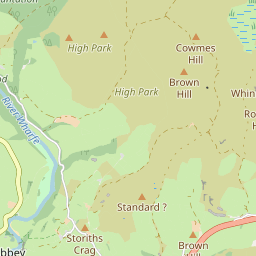 High Park
Cowmes
Hill
Brown
Hill
High Park
River Wharfe
Standard ?
Storiths
Crag
Brown